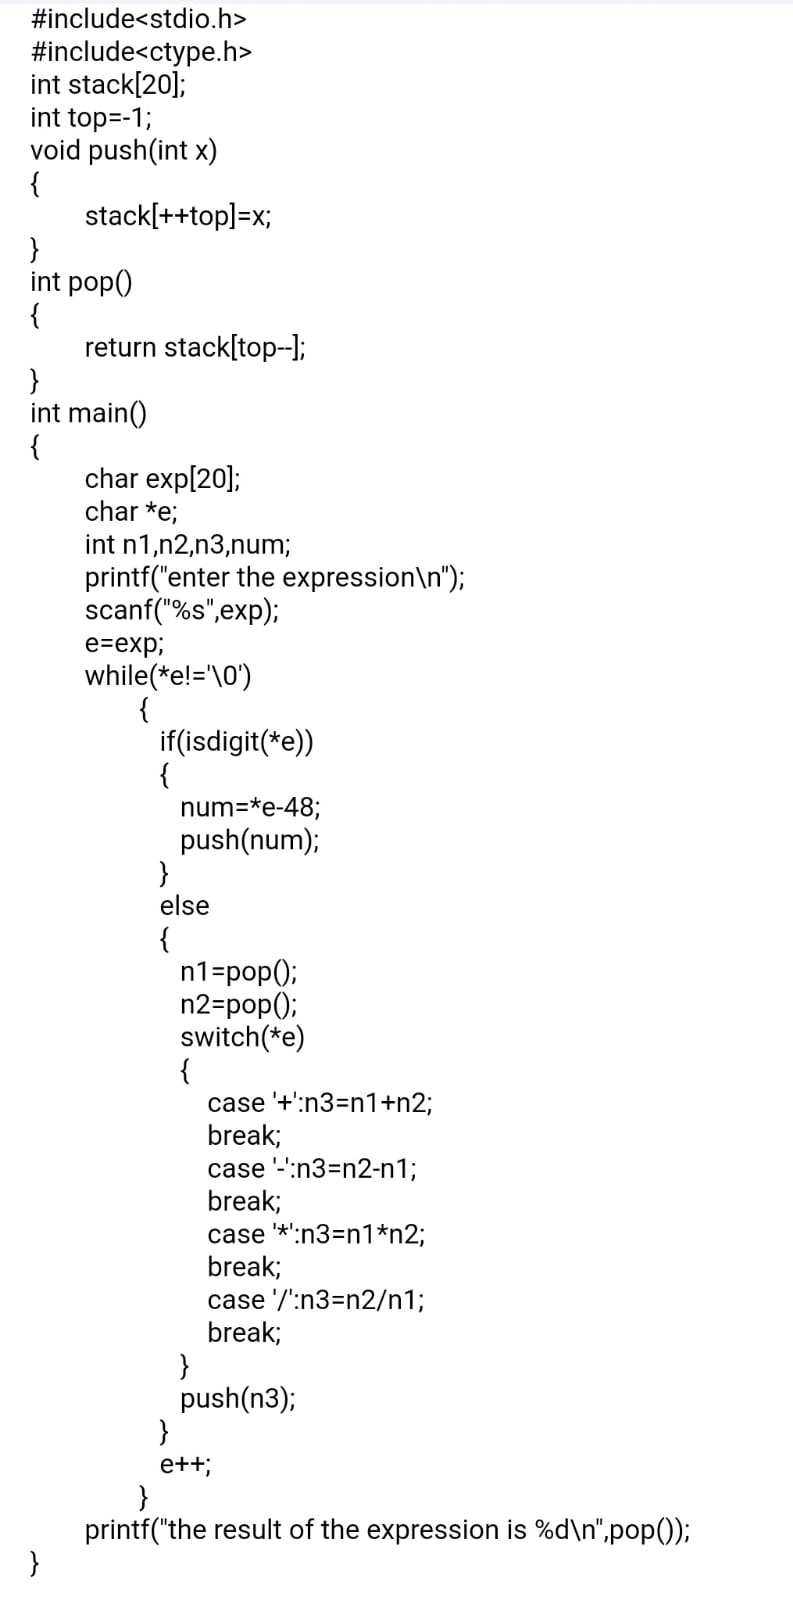 #include<stdio.h>
#include<ctype.h>
int stack[20];
int top=-1;
void push(int x)
{
stack[++top]=x;
}
int pop()
{
return stack[top--];
}
int main()
{
char exp[20];
char *e;
int n1,n2,n3,num;
printf("enter the expression\n");
scanf("%s",exp);
e=exp;
while(*e!='\0')
{
if(isdigit(*e))
{
num=*e-48;
push(num);
}
else
{
n1=pop();
n2=pop();
switch(*e)
{
case '+':n3=n1+n2;
break;
case '-':n3=n2-n1;
break;
case '*':n3=n1*n2;
break;
case '/':n3=n2/n1;
break;
}
push(n3);
}
e++;
}
printf("the result of the expression is %d\n",pop());
}